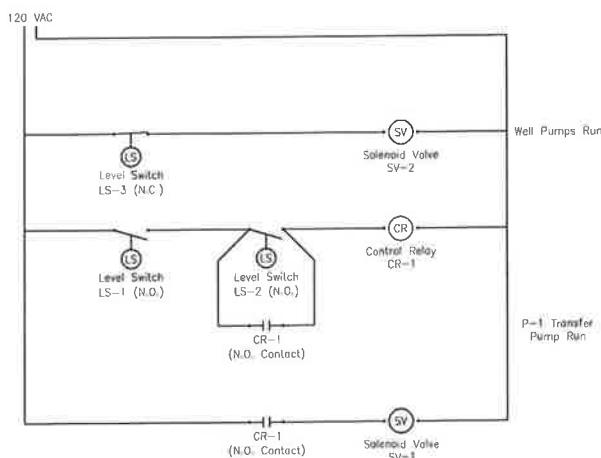 120 VAC
SV
Well Pumps Run
LS
Solenoid Valve
SV-2
Level Switch
LS-3 (N.C)
CR
LS
LS
Control Relay
CR-1
Level Switch
LS-1 (N.O.)
Level Switch
LS-2 (N.O.)
P-1 Transfer
Pump Run
CR-1
(N.O. Contact)
SV
CR-1
(N.O. Contact)
Solenoid Valve